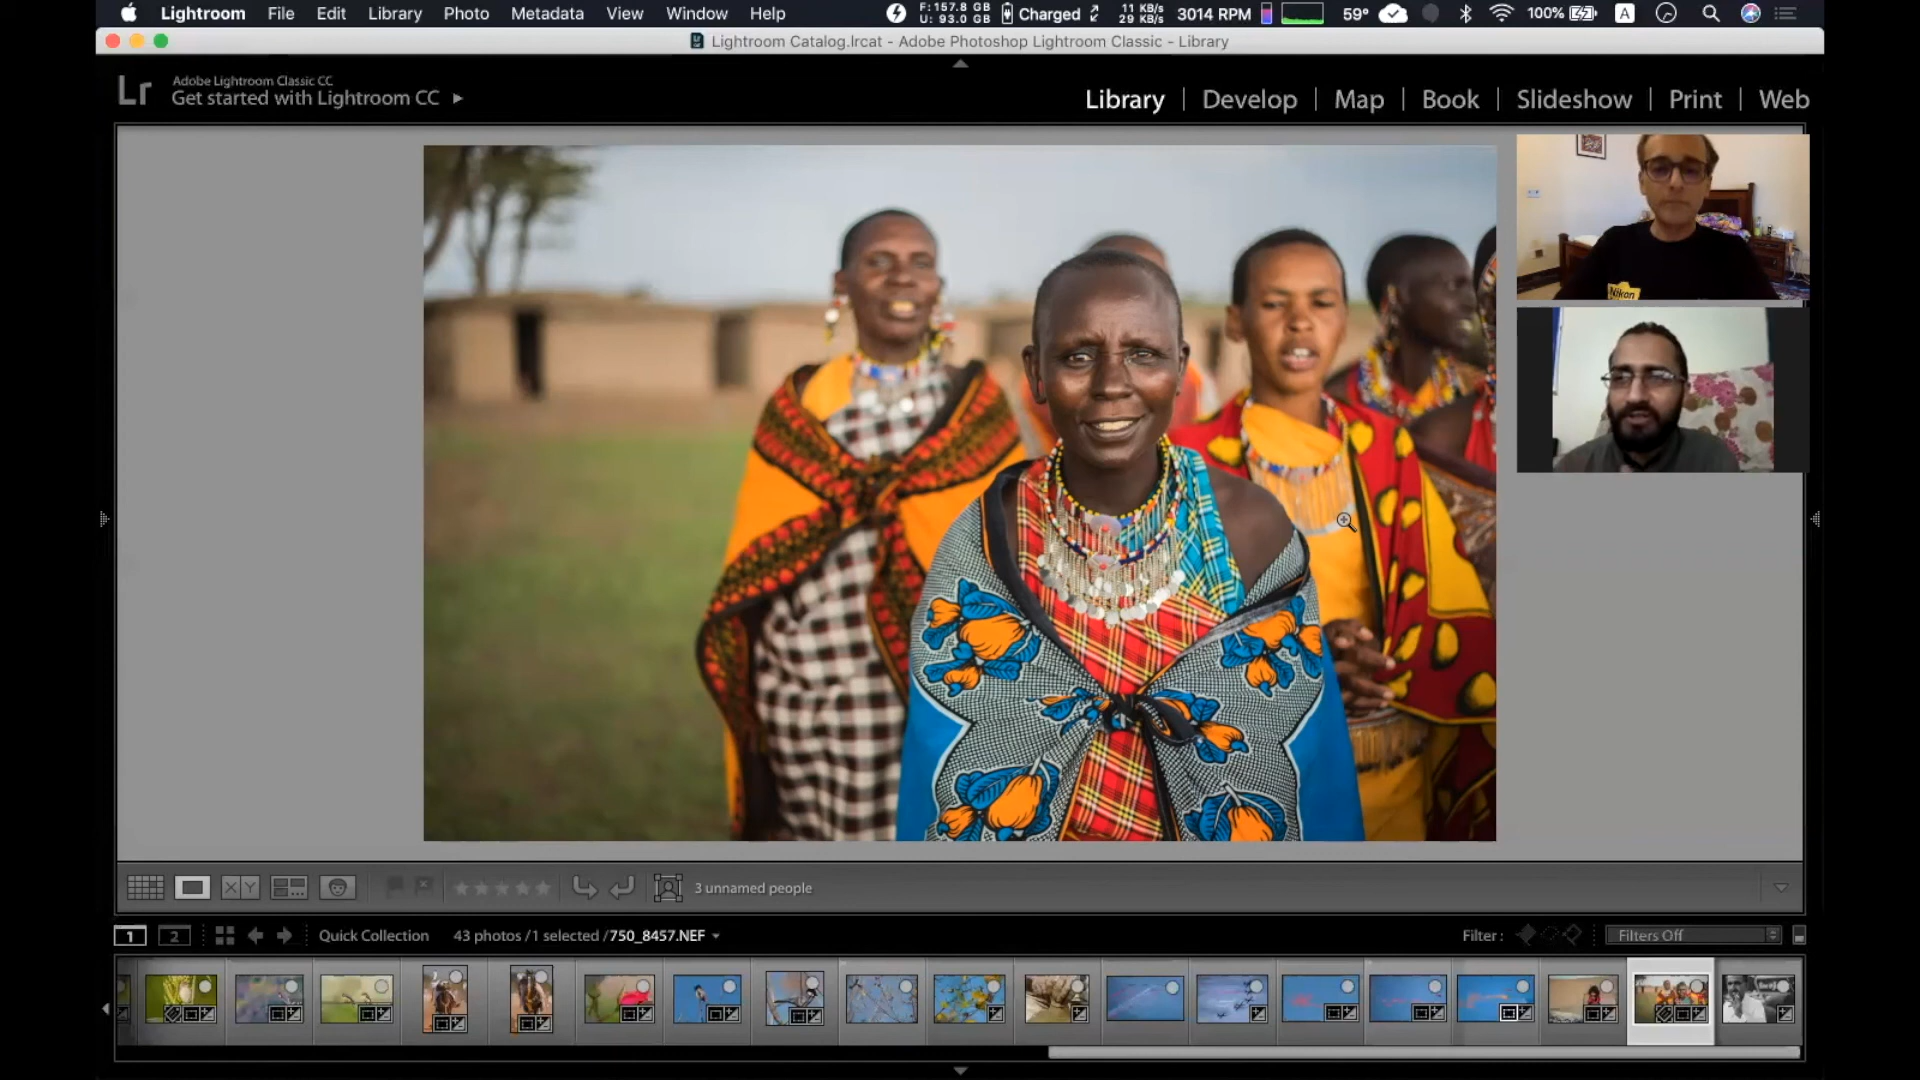 Lightroom File Edit Library Photo Metadata View Window Help F: 157.8 GB Charged 11 KB/s 3014 RPM 59° 100% A
U: 93.0 GB 29 KB/s
Lightroom Catalog.lrcat - Adobe Photoshop Lightroom Classic - Library
Lr Adobe Lightroom Classic CC
Get started with Lightroom CC
Library | Develop | Map | Book | Slideshow | Print | Web
Nikon
XY
3 unnamed people
1 2 Quick Collection 43 photos /1 selected /750_8457.NEF Filter : Filters Off